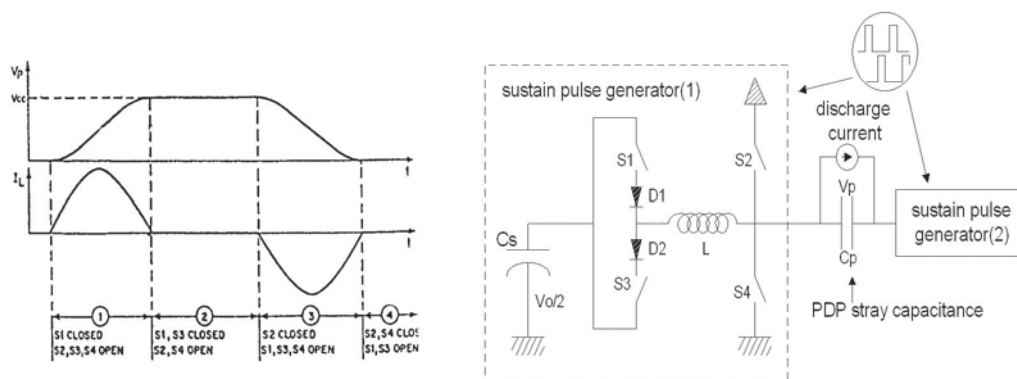 Vp
Vcc
t
IL
t
1 2 3 4
S1 CLOSED
S2,S3,S4 OPEN
S1, S3 CLOSED
S2, S4 OPEN
S2 CLOSED
S1, S3, S4 OPEN
S2, S4 CLOS
S1, S3 OPEN
sustain pulse generator(1)
S1
D1
D2
S3
Cs
Vo/2
L
S2
S4
discharge
current
Vp
Cp
PDP stray capacitance
sustain pulse
generator(2)